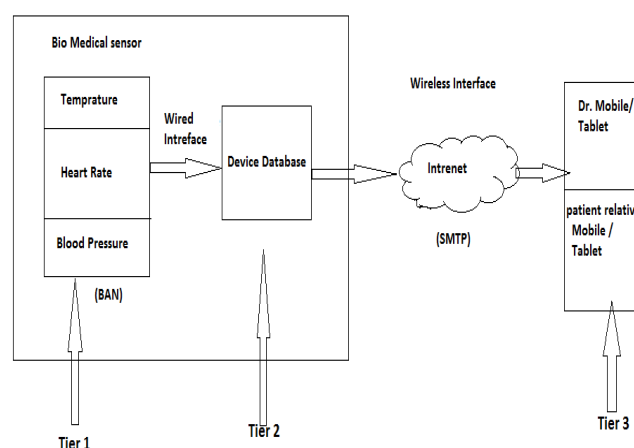 Bio Medical sensor
Temprature
Heart Rate
Blood Pressure
(BAN)
Wired
Intreface
Device Database
Wireless Interface
Intrenet
(SMTP)
Dr. Mobile/
Tablet
patient relativ
Mobile /
Tablet
Tier 1
Tier 2
Tier 3